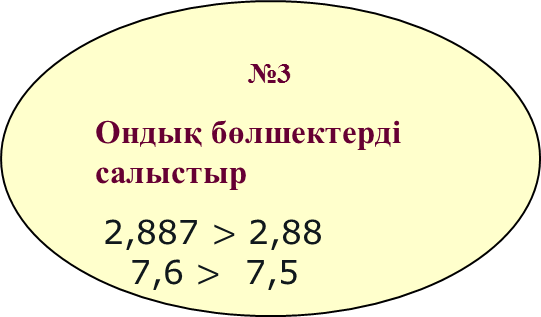 №3
Ондық бөлшектерді
салыстыр
2,887 > 2,88
7,6 > 7,5